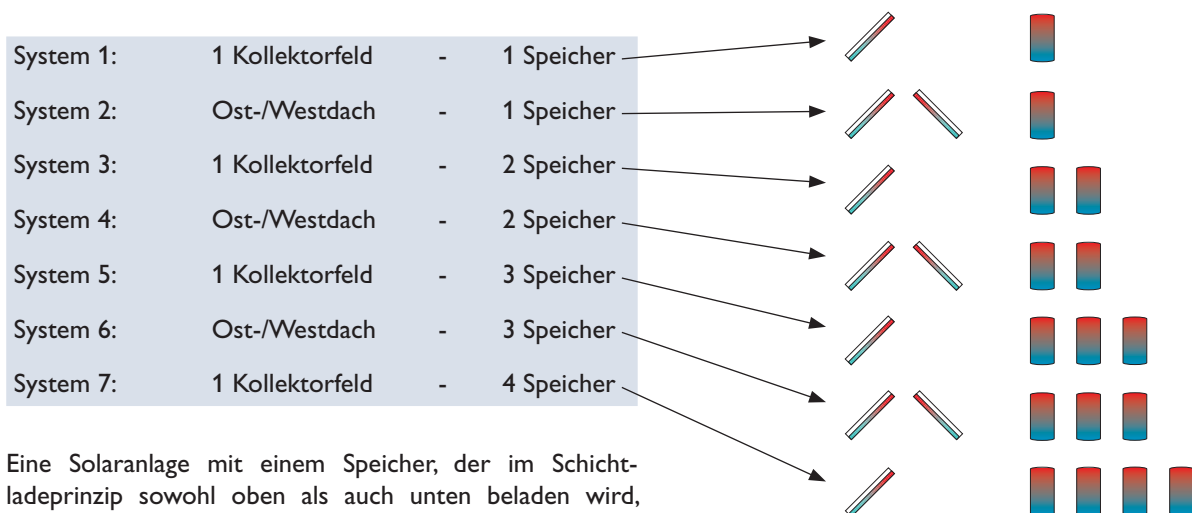 System 1: 1 Kollektorfeld - 1 Speicher
System 2: Ost-/Westdach - 1 Speicher
System 3: 1 Kollektorfeld - 2 Speicher
System 4: Ost-/Westdach - 2 Speicher
System 5: 1 Kollektorfeld - 3 Speicher
System 6: Ost-/Westdach - 3 Speicher
System 7: 1 Kollektorfeld - 4 Speicher
Eine Solaranlage mit einem Speicher, der im Schicht-
ladeprinzip sowohl oben als auch unten beladen wird,